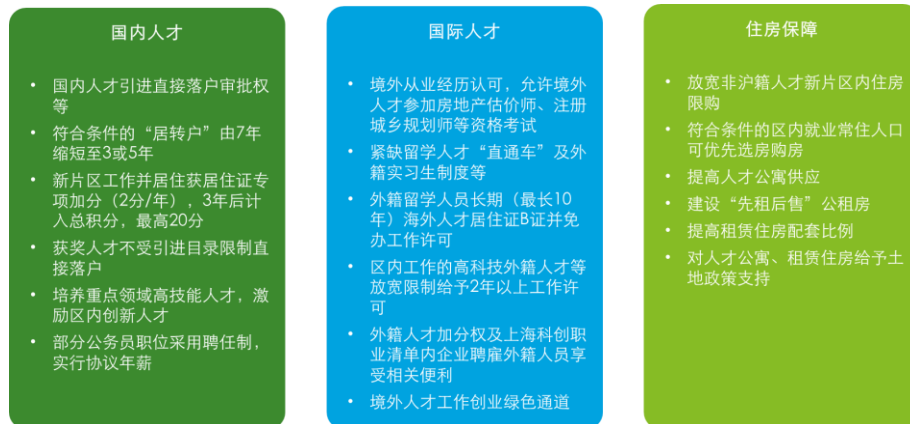 国内人才
• 国内人才引进直接落户审批权
等
• 符合条件的“居转户”由7年
缩短至3或5年
• 新片区工作并居住获居住证专
项加分（2分/年），3年后计
入总积分，最高20分
• 获奖人才不受引进目录限制直
接落户
• 培养重点领域高技能人才，激
励区内创新人才
• 部分公务员职位采用聘任制，
实行协议年薪
国际人才
• 境外从业经历认可，允许境外
人才参加房地产估价师、注册
城乡规划师等资格考试
• 紧缺留学人才“直通车”及外
籍实习生制度等
• 外籍留学人员长期（最长10
年）海外人才居住证B证并免
办工作许可
• 区内工作的高科技外籍人才等
放宽限制给予2年以上工作许
可
• 外籍人才加分权及上海科创职
业清单内企业聘雇外籍人员享
受相关便利
• 境外人才工作创业绿色通道
住房保障
• 放宽非沪籍人才新片区内住房
限购
• 符合条件的区内就业常住人口
可优先选房购房
• 提高人才公寓供应
• 建设“先租后售”公租房
• 提高租赁住房配套比例
• 对人才公寓、租赁住房给予土
地政策支持